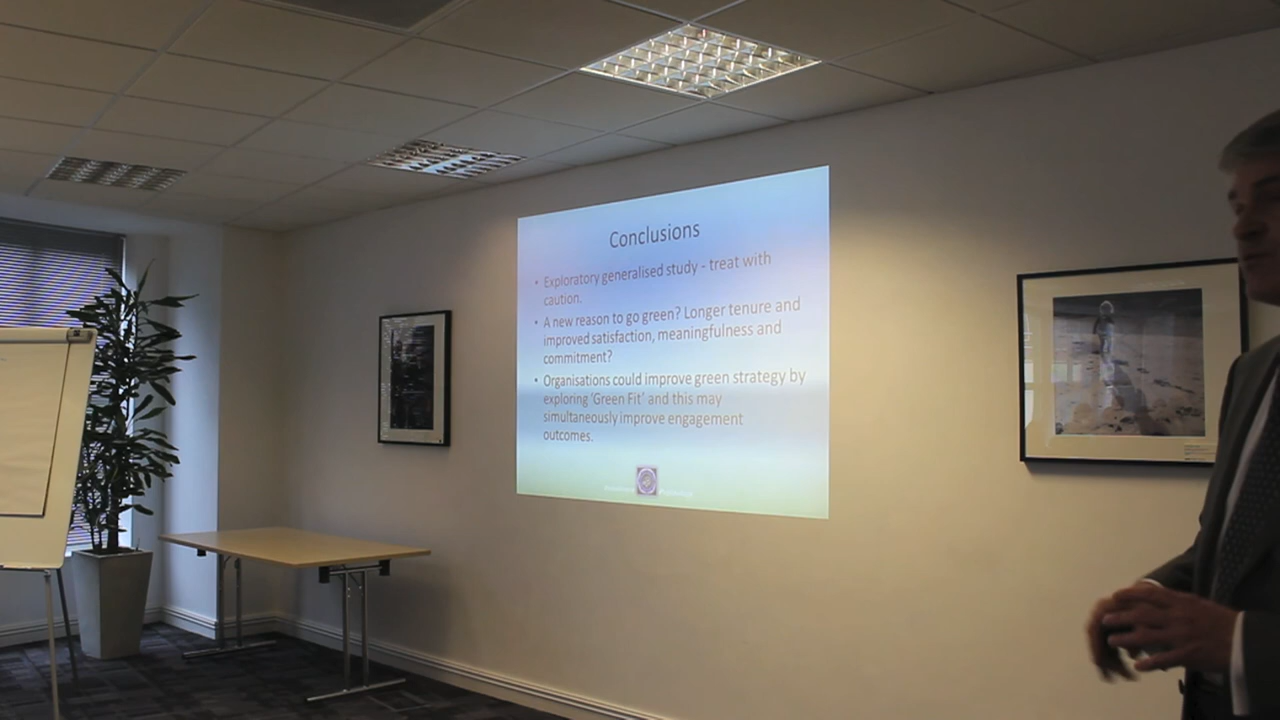 Conclusions
• Exploratory generalised study - treat with
caution.
• A new reason to go green? Longer tenure and
improved satisfaction, meaningfulness and
commitment?
• Organisations could improve green strategy by
exploring 'Green Fit' and this may
simultaneously improve engagement
outcomes.